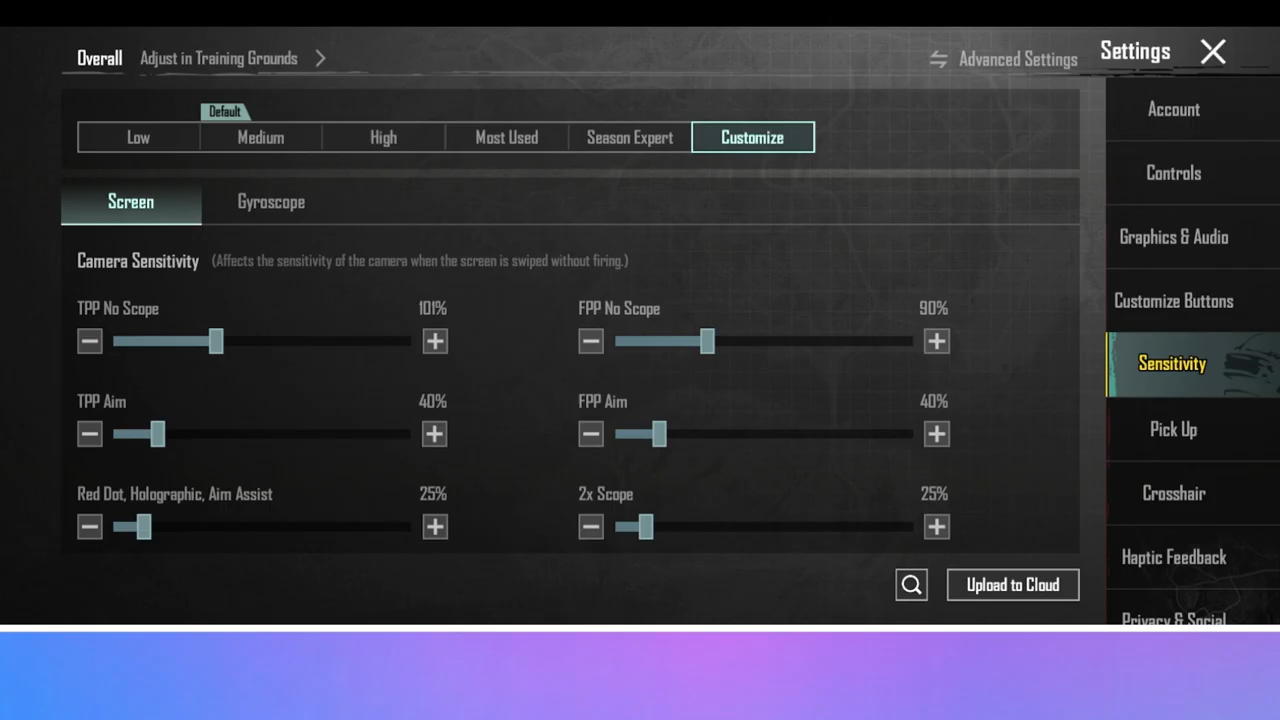 Overall
Adjust in Training Grounds
Advanced Settings
Settings
Default
Low
Medium
High
Most Used
Season Expert
Customize
Screen
Gyroscope
Camera Sensitivity (Affects the sensitivity of the camera when the screen is swiped without firing.)
TPP No Scope 101%
FPP No Scope 90%
TPP Aim 40%
FPP Aim 40%
Red Dot, Holographic, Aim Assist 25%
2x Scope 25%
Upload to Cloud
Account
Controls
Graphics & Audio
Customize Buttons
Sensitivity
Pick Up
Crosshair
Haptic Feedback
Privacy & Social